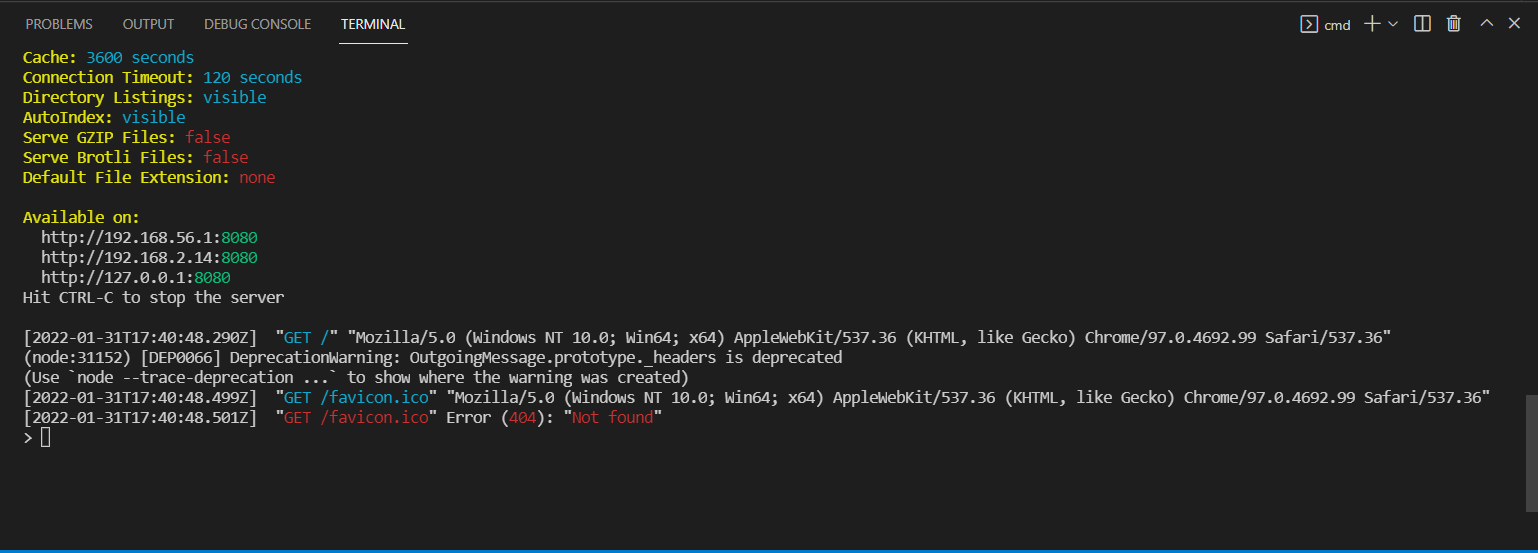 PROBLEMS OUTPUT DEBUG CONSOLE TERMINAL cmd
Cache: 3600 seconds
Connection Timeout: 120 seconds
Directory Listings: visible
AutoIndex: visible
Serve GZIP Files: false
Serve Brotli Files: false
Default File Extension: none
Available on:
http://192.168.56.1:8080
http://192.168.2.14:8080
http://127.0.0.1:8080
Hit CTRL-C to stop the server
[2022-01-31T17:40:48.290Z] "GET /" "Mozilla/5.0 (Windows NT 10.0; Win64; x64) AppleWebKit/537.36 (KHTML, like Gecko) Chrome/97.0.4692.99 Safari/537.36"
(node:31152) [DEP0066] DeprecationWarning: OutgoingMessage.prototype._headers is deprecated
(Use `node --trace-deprecation ...` to show where the warning was created)
[2022-01-31T17:40:48.499Z] "GET /favicon.ico" "Mozilla/5.0 (Windows NT 10.0; Win64; x64) AppleWebKit/537.36 (KHTML, like Gecko) Chrome/97.0.4692.99 Safari/537.36"
[2022-01-31T17:40:48.501Z] "GET /favicon.ico" Error (404): "Not found"
>